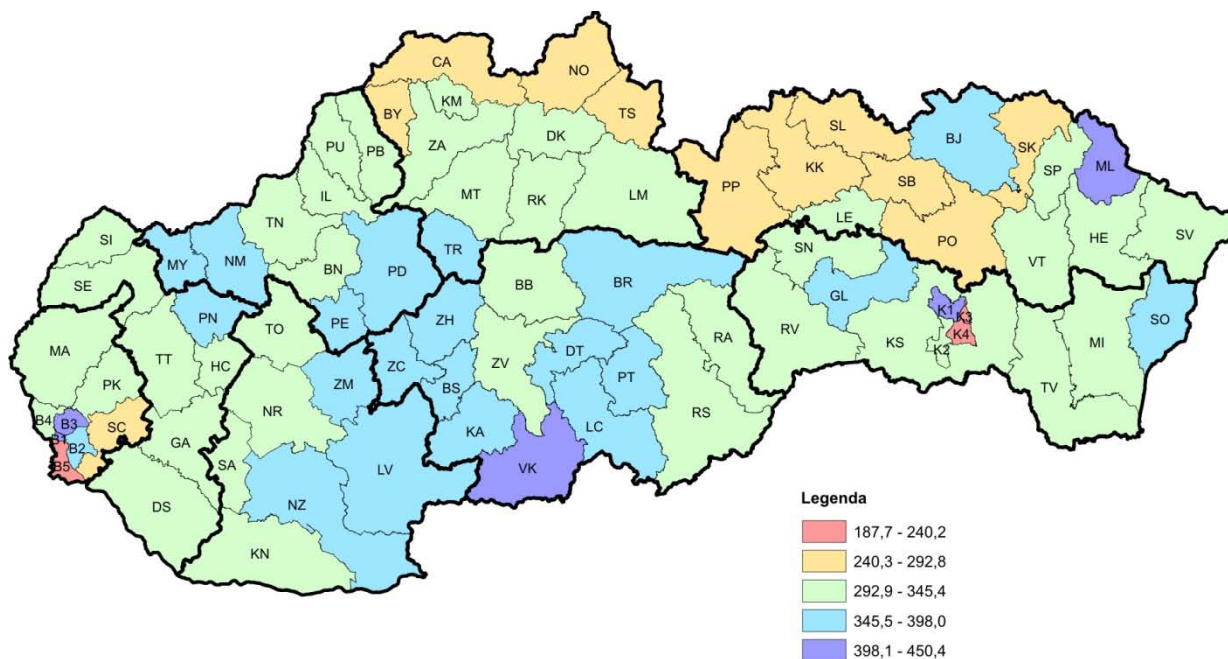 CA
NO
BY
KM
TS
PU
PB
ZA
DK
SL
BJ
SK
ML
SP
PP
KK
SB
IL
MT
RK
LM
LE
PO
HE
SV
TN
SI
MY
NM
BN
PD
TR
SN
VT
SE
BB
BR
GL
K1
K3
K4
K2
SO
PN
PE
ZH
TO
MA
TT
HC
ZC
DT
ZV
RA
RV
KS
MI
PK
ZM
BS
PT
TV
B4
B3
SC
B1
B2
B5
NR
KA
LC
RS
GA
SA
LV
VK
DS
NZ
KN
Legenda
187,7 - 240,2
240,3 - 292,8
292,9 - 345,4
345,5 - 398,0
398,1 - 450,4